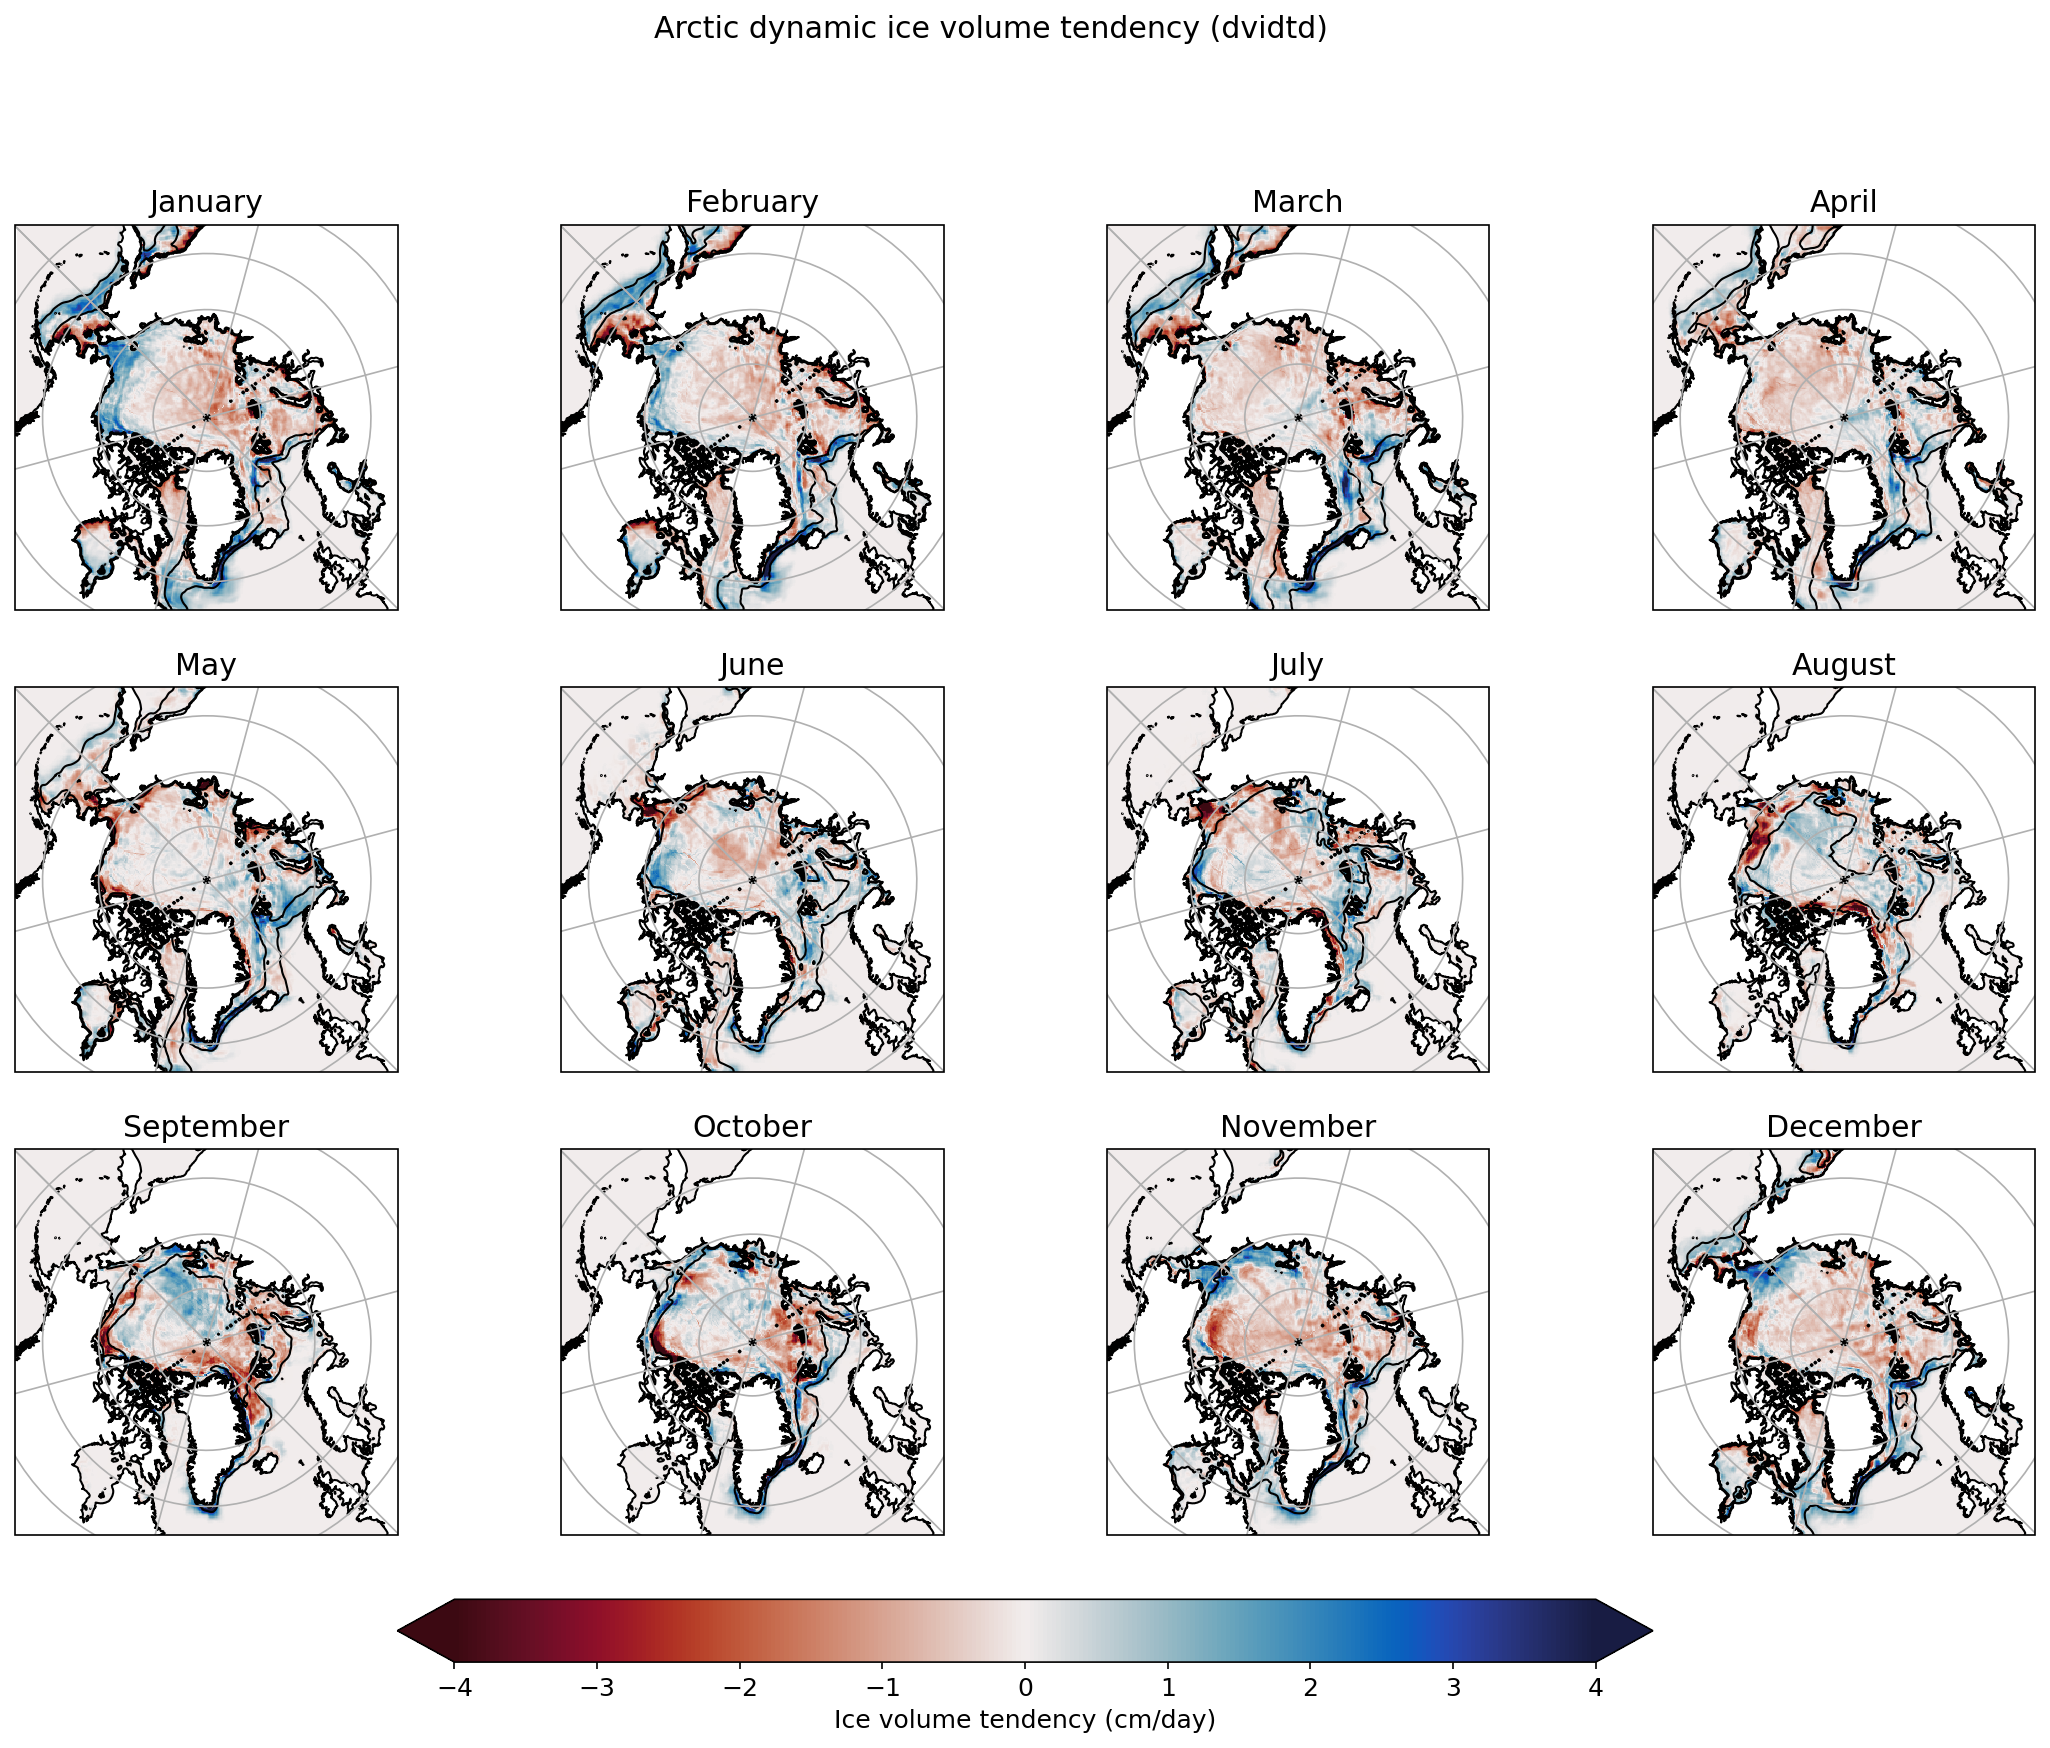 Arctic dynamic ice volume tendency (dvidtd)
January
February
March
April
May
June
July
August
September
October
November
December
−4
−3
−2
−1
0
1
2
3
4
Ice volume tendency (cm/day)